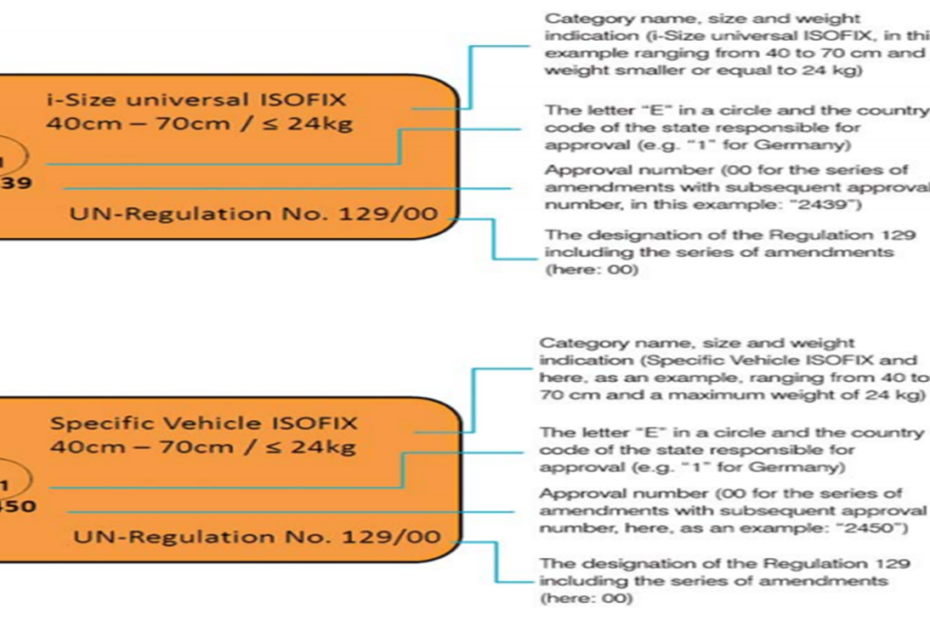 i-Size universal ISOFIX
40cm – 70cm / ≤ 24kg
1
39
UN-Regulation No. 129/00
Category name, size and weight
indication (i-Size universal ISOFIX, in thi
example ranging from 40 to 70 cm and
weight smaller or equal to 24 kg)
The letter "E" in a circle and the country
code of the state responsible for
approval (e.g. "1" for Germany)
Approval number (00 for the series of
amendments with subsequent approval
number, in this example: "2439")
The designation of the Regulation 129
including the series of amendments
(here: 00)
Specific Vehicle ISOFIX
40cm – 70cm / ≤ 24kg
1
450
UN-Regulation No. 129/00
Category name, size and weight
indication (Specific Vehicle ISOFIX and
here, as an example, ranging from 40 to
70 cm and a maximum weight of 24 kg)
The letter "E" in a circle and the country
code of the state responsible for
approval (e.g. "1" for Germany)
Approval number (00 for the series of
amendments with subsequent approval
number, here, as an example: "2450")
The designation of the Regulation 129
including the series of amendments
(here: 00)